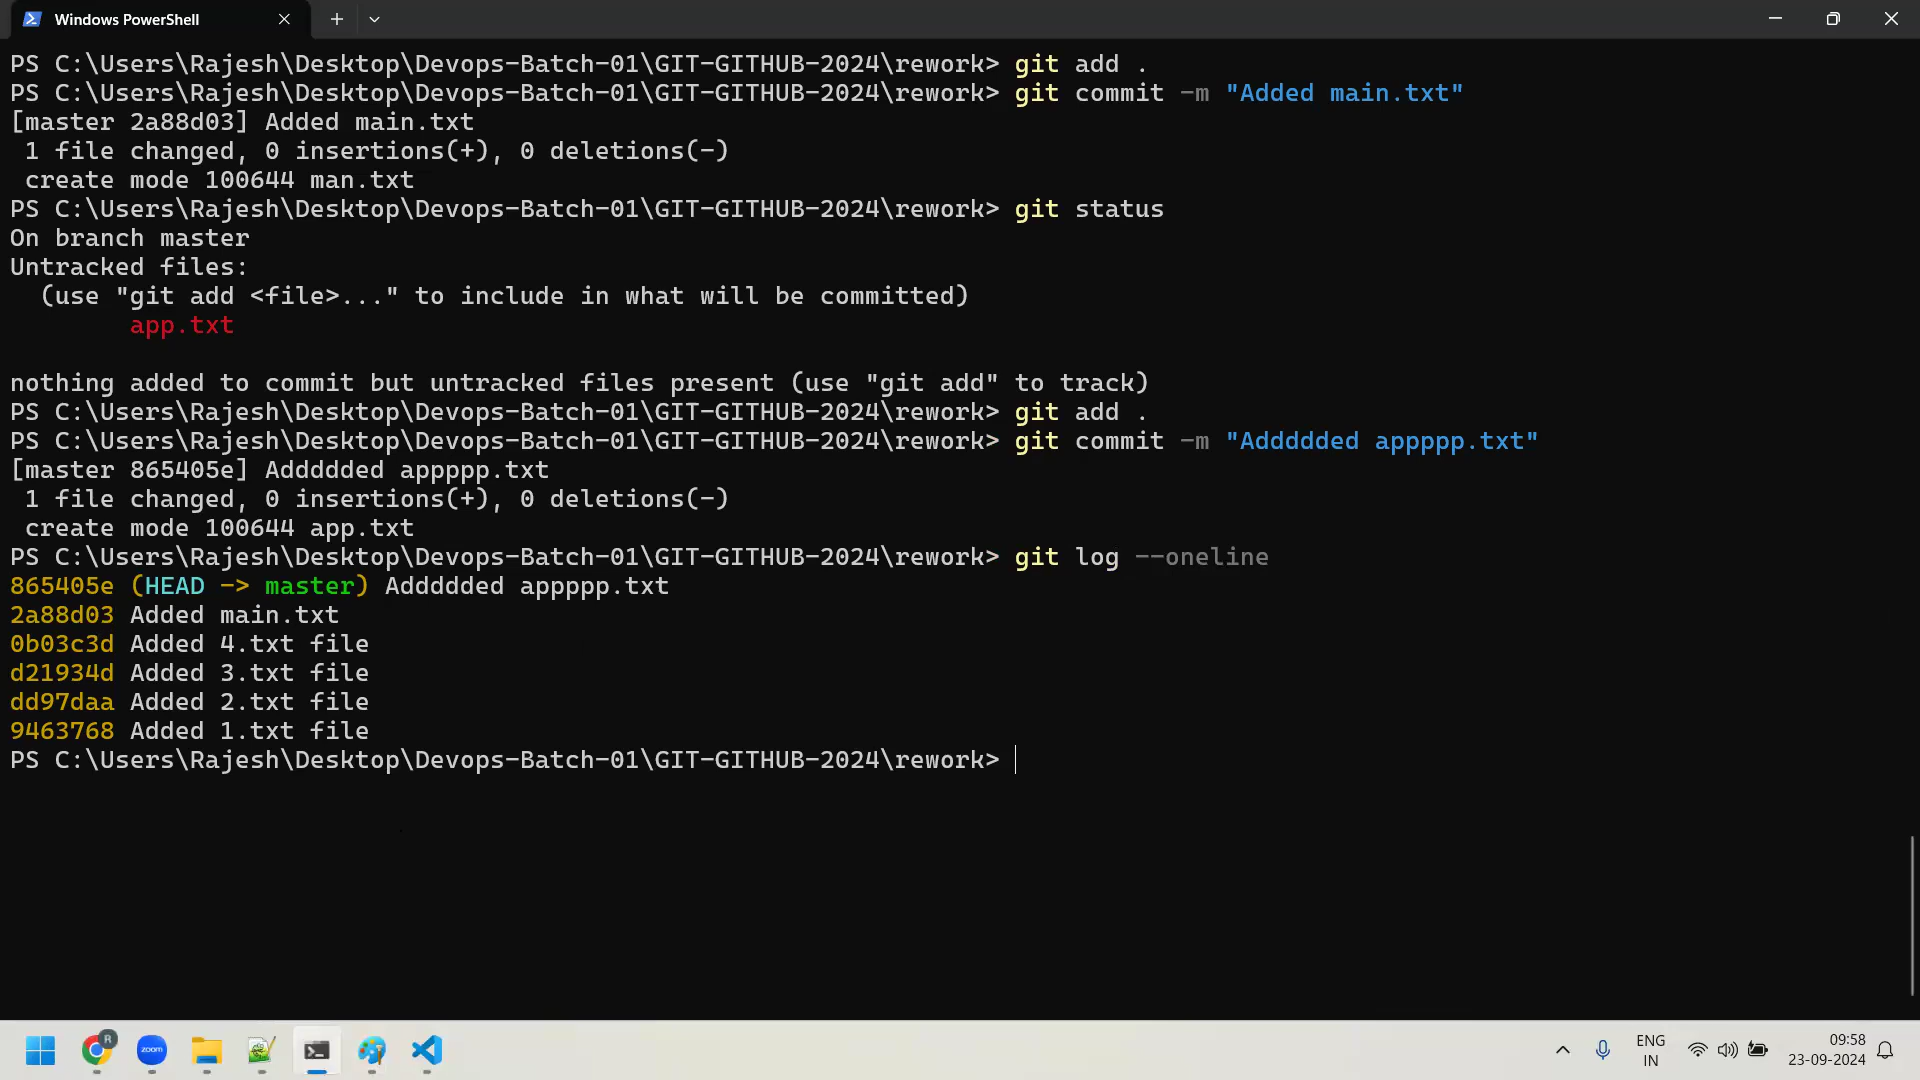 Windows PowerShell
PS C:\Users\Rajesh\Desktop\Devops-Batch-01\GIT-GITHUB-2024\rework> git add .
PS C:\Users\Rajesh\Desktop\Devops-Batch-01\GIT-GITHUB-2024\rework> git commit -m "Added main.txt"
[master 2a88d03] Added main.txt
 1 file changed, 0 insertions(+), 0 deletions(-)
 create mode 100644 man.txt
PS C:\Users\Rajesh\Desktop\Devops-Batch-01\GIT-GITHUB-2024\rework> git status
On branch master
Untracked files:
  (use "git add <file>..." to include in what will be committed)
        app.txt
nothing added to commit but untracked files present (use "git add" to track)
PS C:\Users\Rajesh\Desktop\Devops-Batch-01\GIT-GITHUB-2024\rework> git add .
PS C:\Users\Rajesh\Desktop\Devops-Batch-01\GIT-GITHUB-2024\rework> git commit -m "Addddded appppp.txt"
[master 865405e] Addddded appppp.txt
 1 file changed, 0 insertions(+), 0 deletions(-)
 create mode 100644 app.txt
PS C:\Users\Rajesh\Desktop\Devops-Batch-01\GIT-GITHUB-2024\rework> git log --oneline
865405e (HEAD -> master) Addddded appppp.txt
2a88d03 Added main.txt
0b03c3d Added 4.txt file
d21934d Added 3.txt file
dd97daa Added 2.txt file
9463768 Added 1.txt file
PS C:\Users\Rajesh\Desktop\Devops-Batch-01\GIT-GITHUB-2024\rework>
R
zoom
ENG
IN
09:58
23-09-2024